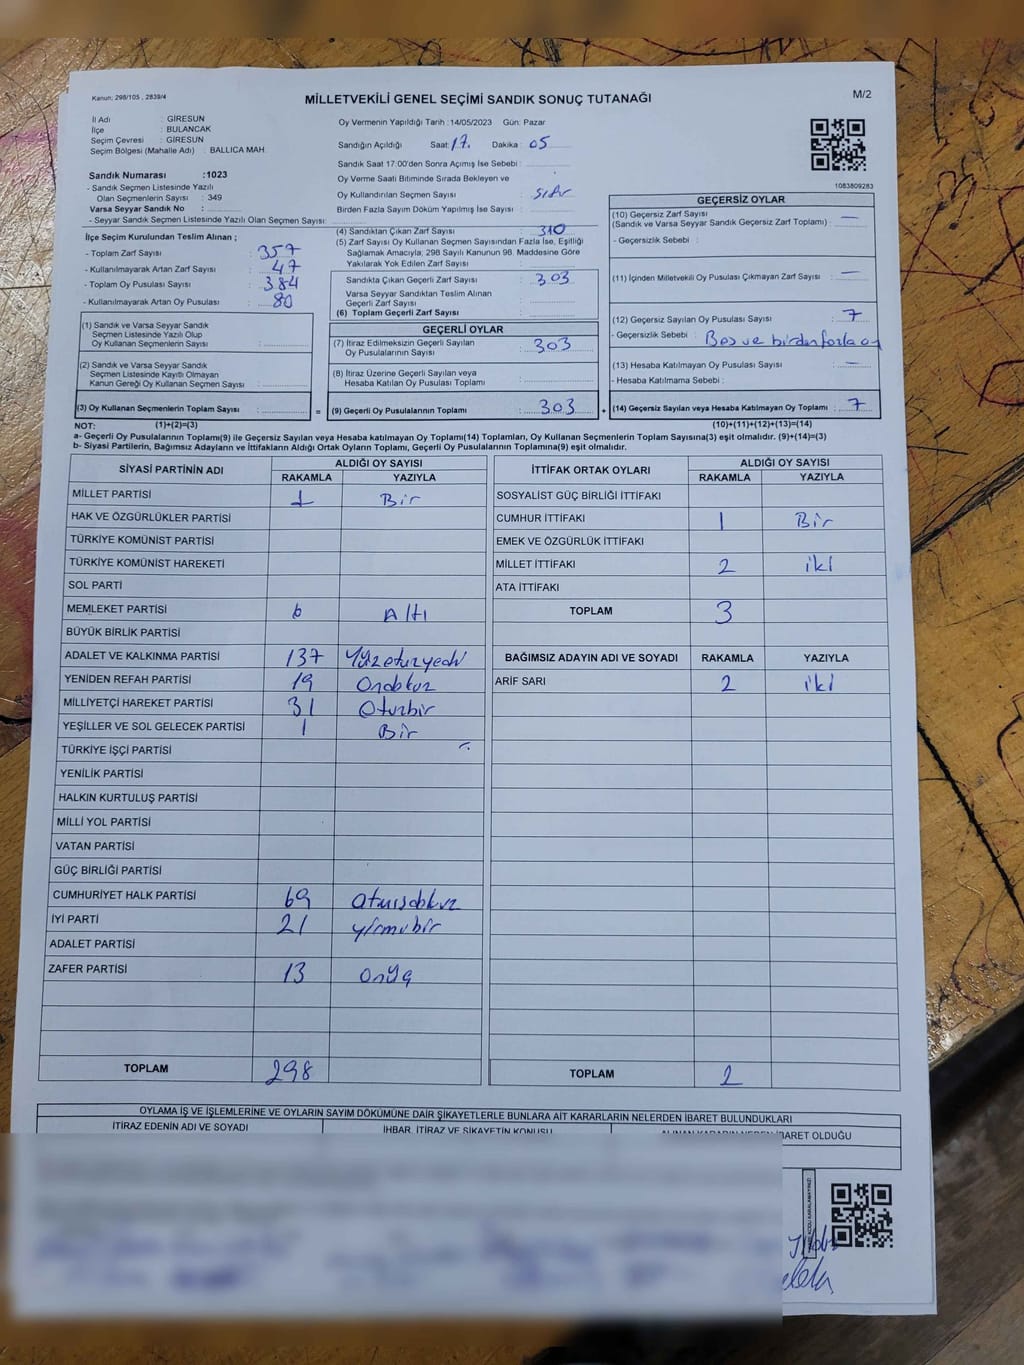 Kanun; 298/105 , 2839/4
MİLLETVEKİLİ GENEL SEÇİMİ SANDIK SONUÇ TUTANAĞI
M/2
İl Adı : GİRESUN
İlçe : BULANCAK
Seçim Çevresi : GİRESUN
Seçim Bölgesi (Mahalle Adı) : BALLICA MAH.
Oy Vermenin Yapıldığı Tarih :14/05/2023 Gün: Pazar
Sandığın Açıldığı Saat: 17. Dakika : 05
Sandık Saat 17:00'den Sonra Açımış İse Sebebi :
Oy Verme Saati Bitiminde Sırada Bekleyen ve
Oy Kullandırılan Seçmen Sayısı : Sıfır
Birden Fazla Sayım Döküm Yapılmış İse Sayısı :
Sandık Numarası :1023
- Sandık Seçmen Listesinde Yazılı
Olan Seçmenlerin Sayısı : 349
Varsa Seyyar Sandık No :
- Seyyar Sandık Seçmen Listesinde Yazılı Olan Seçmen Sayısı:
1083809283
İlçe Seçim Kurulundan Teslim Alınan ;
- Toplam Zarf Sayısı : 357
- Kullanılmayarak Artan Zarf Sayısı : 47
- Toplam Oy Pusulası Sayısı : 384
- Kullanılmayarak Artan Oy Pusulası : 80
(4) Sandıktan Çıkan Zarf Sayısı : 310
(5) Zarf Sayısı Oy Kullanan Seçmen Sayısından Fazla İse, Eşitliği
Sağlamak Amacıyla; 298 Sayılı Kanunun 98. Maddesine Göre
Yakılarak Yok Edilen Zarf Sayısı :
Sandıkta Çıkan Geçerli Zarf Sayısı : 303
Varsa Seyyar Sandıktan Teslim Alınan
Geçerli Zarf Sayısı :
(6) Toplam Geçerli Zarf Sayısı :
GEÇERSİZ OYLAR
(10) Geçersiz Zarf Sayısı
(Sandık ve Varsa Seyyar Sandık Geçersiz Zarf Toplamı) : —
- Geçersizlik Sebebi :
(11) İçinden Milletvekili Oy Pusulası Çıkmayan Zarf Sayısı : —
(12) Geçersiz Sayılan Oy Pusulası Sayısı : 7
- Geçersizlik Sebebi : Boş ve birden fazla oy
(13) Hesaba Katılmayan Oy Pusulası Sayısı : —
- Hesaba Katılmama Sebebi :
(14) Geçersiz Sayılan veya Hesaba Katılmayan Oy Toplamı : 7
(10)+(11)+(12)+(13)=(14)
(1) Sandık ve Varsa Seyyar Sandık
Seçmen Listesinde Yazılı Olup
Oy Kullanan Seçmenlerin Sayısı :
(2) Sandık ve Varsa Seyyar Sandık
Seçmen Listesinde Kayıtlı Olmayan
Kanun Gereği Oy Kullanan Seçmen Sayısı :
(3) Oy Kullanan Seçmenlerin Toplam Sayısı : =
GEÇERLİ OYLAR
(7) İtiraz Edilmeksizin Geçerli Sayılan
Oy Pusulalarının Sayısı : 303
(8) İtiraz Üzerine Geçerli Sayılan veya
Hesaba Katılan Oy Pusulası Toplamı :
(9) Geçerli Oy Pusulalarının Toplamı : 303 +
NOT: (1)+(2)=(3)
a- Geçerli Oy Pusulalarının Toplamı(9) ile Geçersiz Sayılan veya Hesaba katılmayan Oy Toplamı(14) Toplamları, Oy Kullanan Seçmenlerin Toplam Sayısına(3) eşit olmalıdır. (9)+(14)=(3)
b- Siyasi Partilerin, Bağımsız Adayların ve İttifakların Aldığı Ortak Oyların Toplamı, Geçerli Oy Pusulalarının Toplamına(9) eşit olmalıdır.
SİYASİ PARTİNİN ADI ALDIĞI OY SAYISI
RAKAMLA YAZIYLA
MİLLET PARTİSİ 1 Bir
HAK VE ÖZGÜRLÜKLER PARTİSİ
TÜRKİYE KOMÜNİST PARTİSİ
TÜRKİYE KOMÜNİST HAREKETİ
SOL PARTİ
MEMLEKET PARTİSİ 6 Altı
BÜYÜK BİRLİK PARTİSİ
ADALET VE KALKINMA PARTİSİ 137 Yüzotuzyedi
YENİDEN REFAH PARTİSİ 19 Ondokuz
MİLLİYETÇİ HAREKET PARTİSİ 31 Otuzbir
YEŞİLLER VE SOL GELECEK PARTİSİ 1 Bir
TÜRKİYE İŞÇİ PARTİSİ
YENİLİK PARTİSİ
HALKIN KURTULUŞ PARTİSİ
MİLLİ YOL PARTİSİ
VATAN PARTİSİ
GÜÇ BİRLİĞİ PARTİSİ
CUMHURİYET HALK PARTİSİ 69 Atmışdokuz
İYİ PARTİ 21 yirmibir
ADALET PARTİSİ
ZAFER PARTİSİ 13 onüç
TOPLAM 298
İTTİFAK ORTAK OYLARI ALDIĞI OY SAYISI
RAKAMLA YAZIYLA
SOSYALİST GÜÇ BİRLİĞİ İTTİFAKI
CUMHUR İTTİFAKI 1 Bir
EMEK VE ÖZGÜRLÜK İTTİFAKI
MİLLET İTTİFAKI 2 iki
ATA İTTİFAKI
TOPLAM 3
BAĞIMSIZ ADAYIN ADI VE SOYADI RAKAMLA YAZIYLA
ARİF SARI 2 iki
TOPLAM 2
OYLAMA İŞ VE İŞLEMLERİNE VE OYLARIN SAYIM DÖKÜMÜNE DAİR ŞİKAYETLERLE BUNLARA AİT KARARLARIN NELERDEN İBARET BULUNDUKLARI
İTİRAZ EDENİN ADI VE SOYADI İHBAR, İTİRAZ VE ŞİKAYETİN KONUSU ALINAN KARARIN NEDEN İBARET OLDUĞU